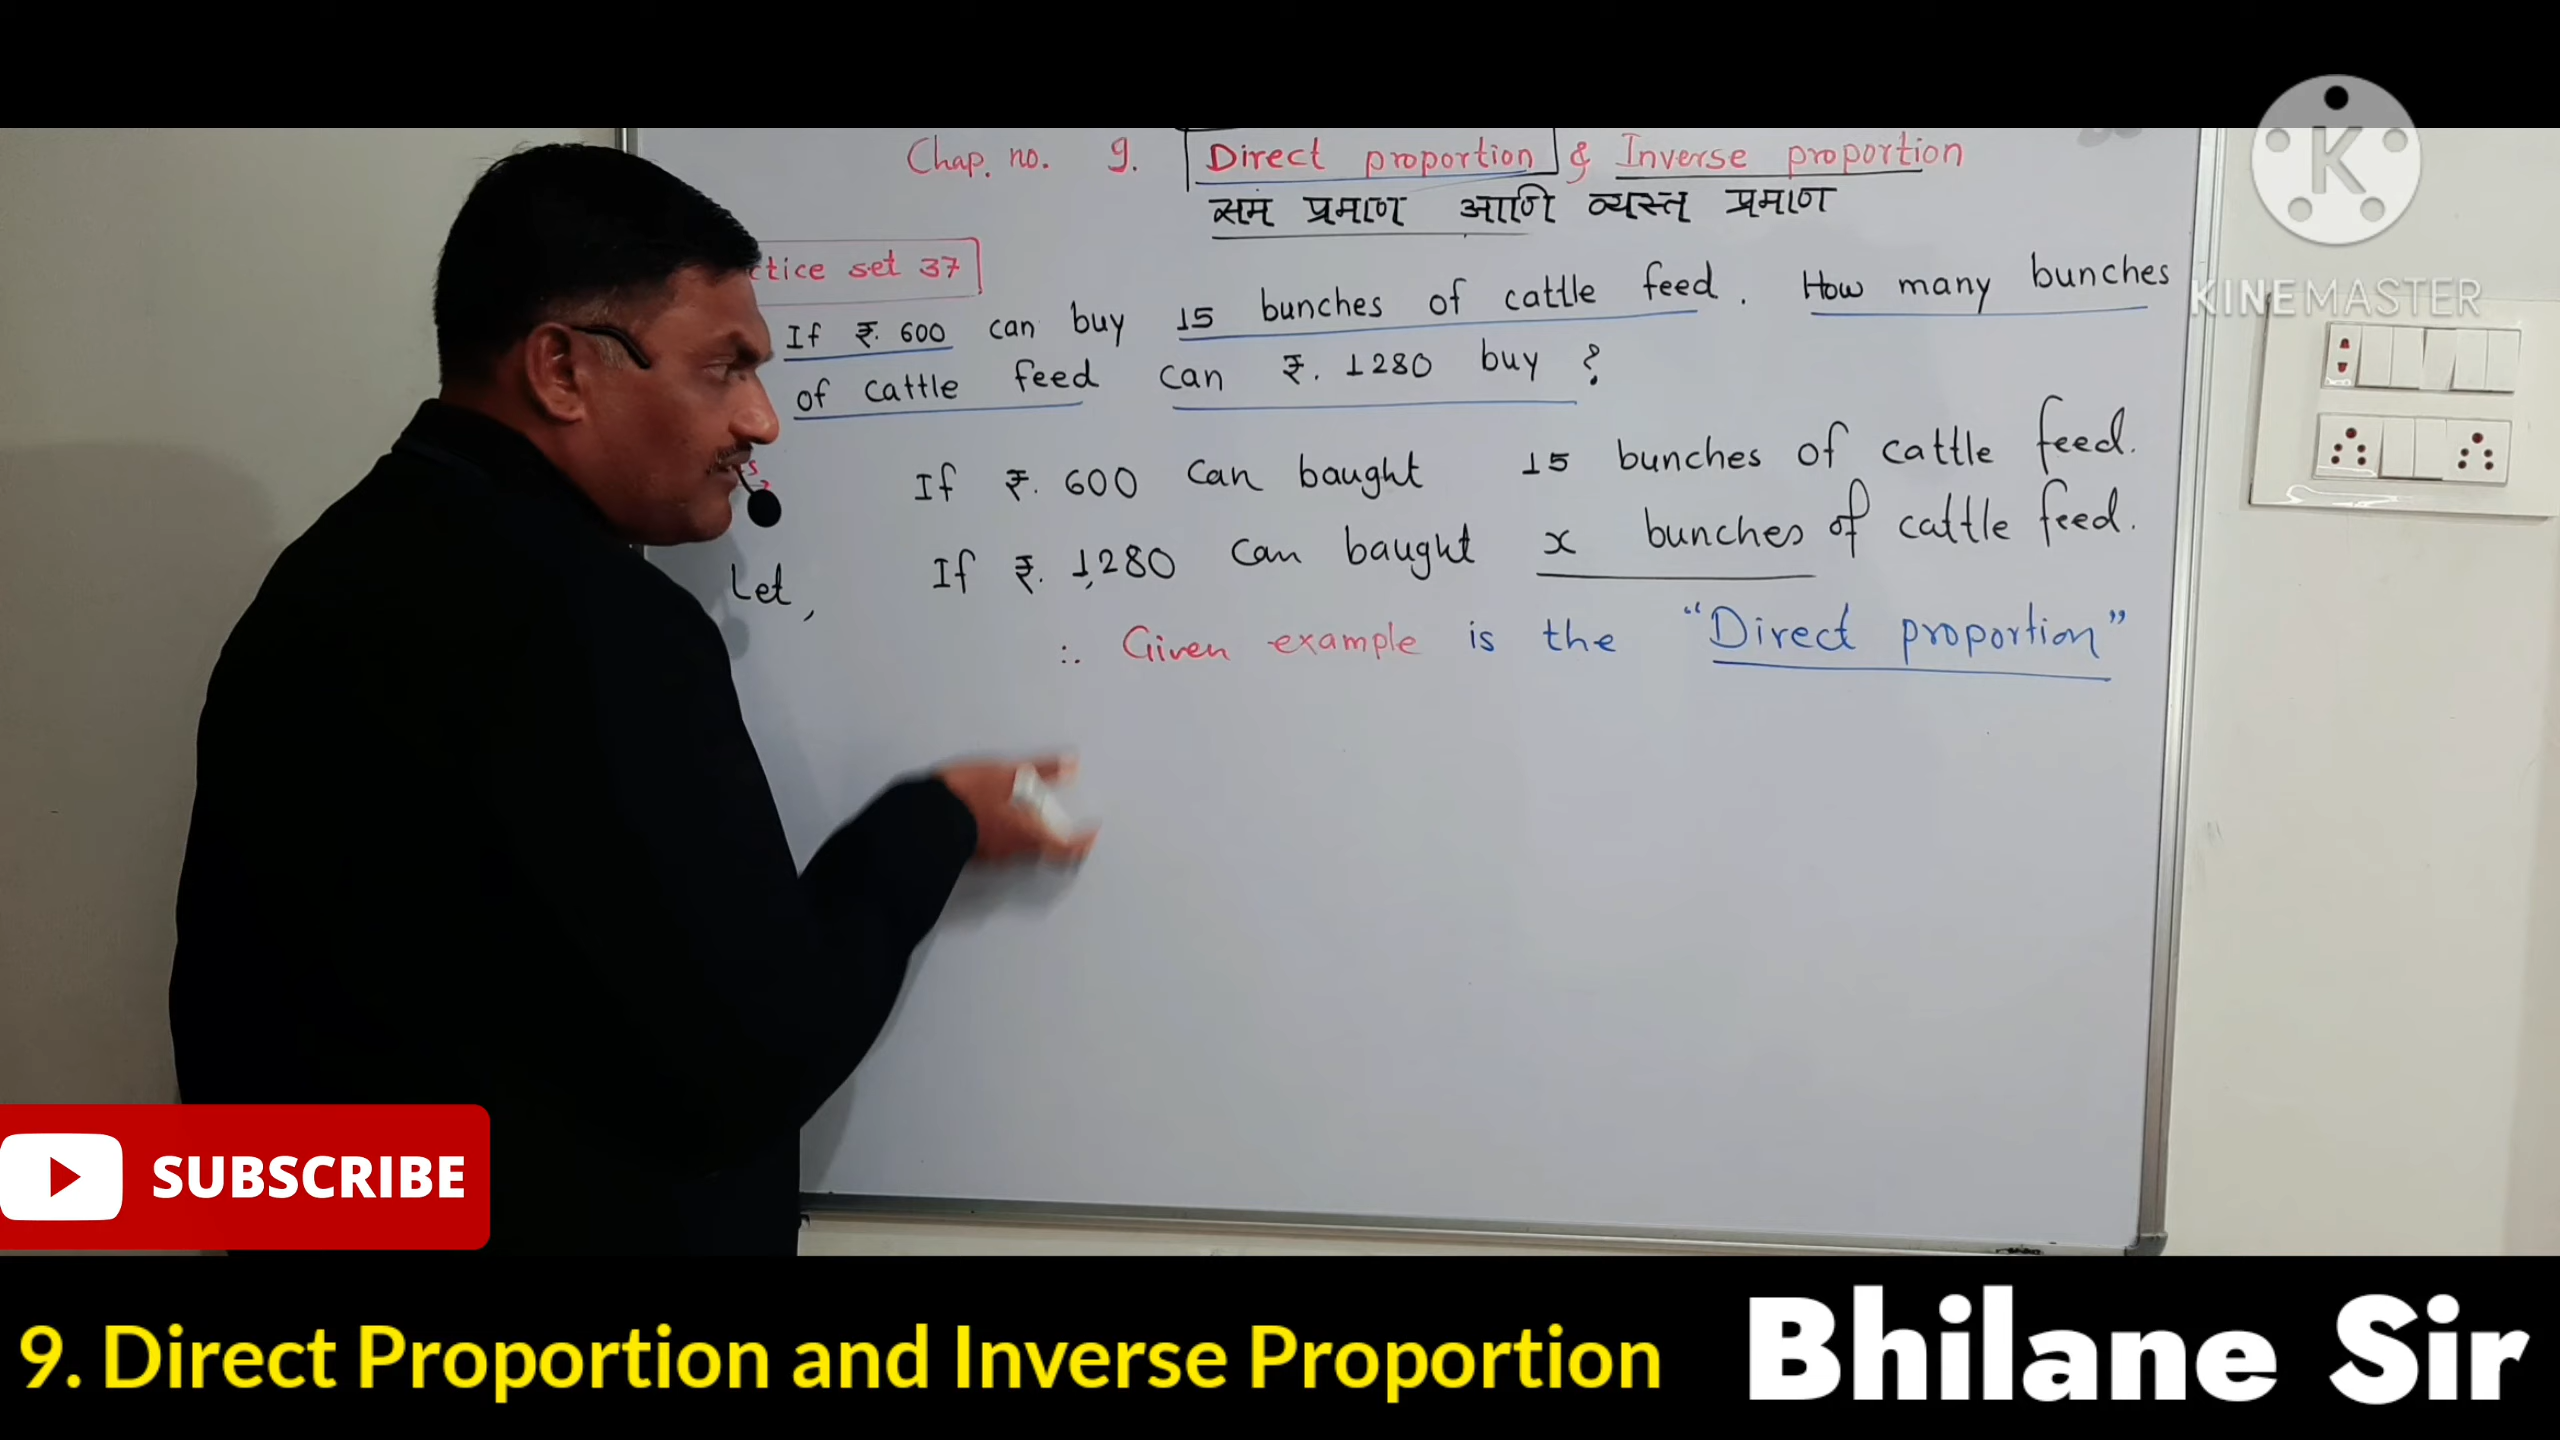 Chap. no. 9. Direct proportion & Inverse proportion
सम प्रमाण आणि व्यस्त प्रमाण
ctice set 37
If ₹. 600 can buy 15 bunches of cattle feed. How many bunches
of cattle feed can ₹. 1280 buy ?
If ₹. 600 can baught 15 bunches of cattle feed.
Let, If ₹. 1,280 can baught x bunches of cattle feed.
∴ Given example is the "Direct proportion"
K
KINEMASTER
SUBSCRIBE
9. Direct Proportion and Inverse Proportion
Bhilane Sir